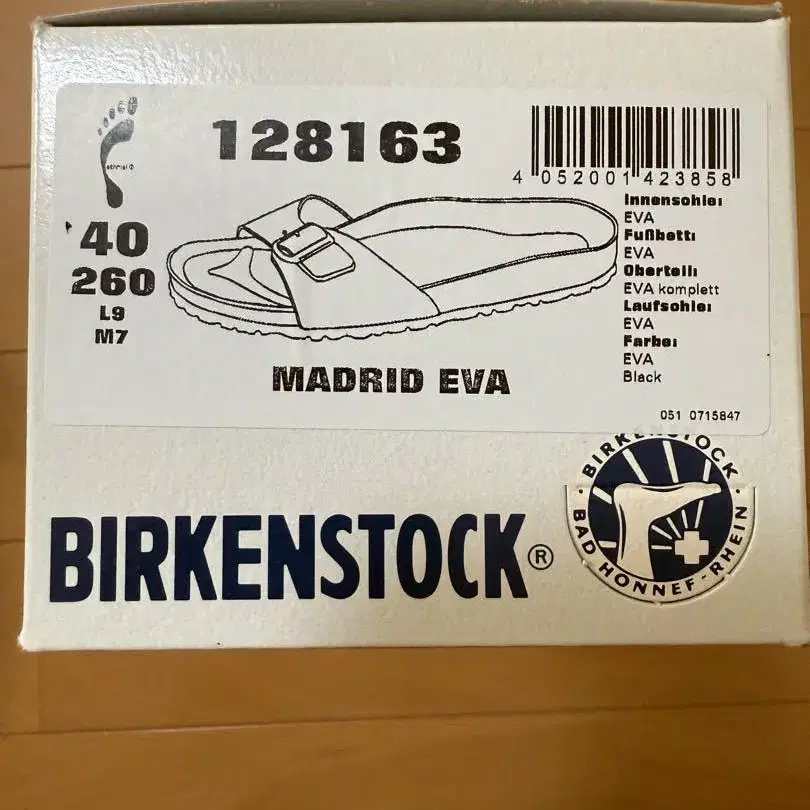 128163
4 052001 423858
40
260
L9
M7
Innensohle:
EVA
Fußbett:
EVA
Oberteil:
EVA komplett
Laufsohle:
EVA
Farbe:
EVA
Black
MADRID EVA
051 0715847
BIRKENSTOCK®
BIRKENSTOCK
BAD HONNEF-RHEIN